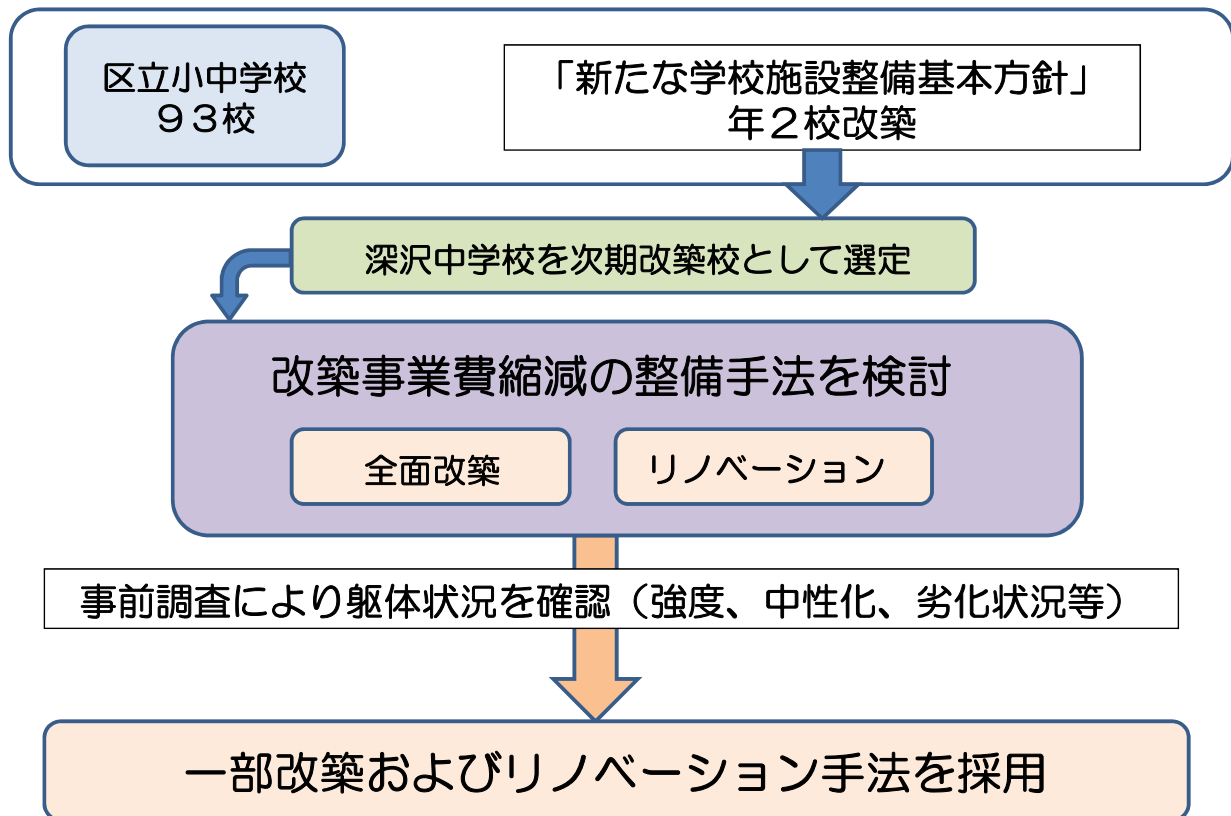 区立小中学校
９３校
「新たな学校施設整備基本方針」
年２校改築
深沢中学校を次期改築校として選定
改築事業費縮減の整備手法を検討
全面改築
リノベーション
事前調査により躯体状況を確認（強度、中性化、劣化状況等）
一部改築およびリノベーション手法を採用